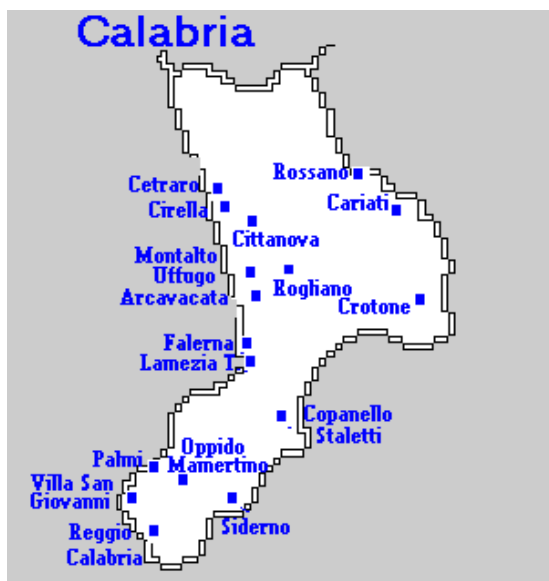 Calabria
Rossano
Cetraro
Cariati
Cirella
Cittanova
Montalto
Uffugo
Rogliano
Arcavacata
Crotone
Falerna
Lamezia T.
Copanello
Staletti
Oppido
Mamertino
Palmi
Villa San
Giovanni
Siderno
Reggio
Calabria